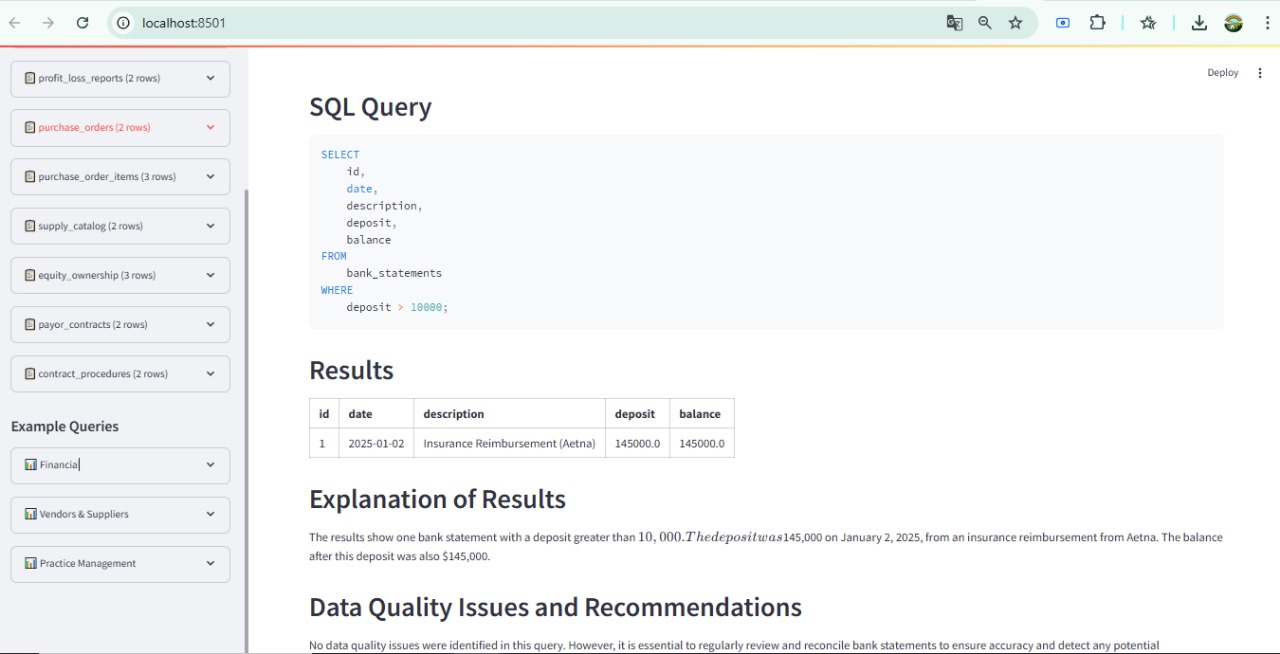 localhost:8501
Deploy
profit_loss_reports (2 rows)
purchase_orders (2 rows)
purchase_order_items (3 rows)
supply_catalog (2 rows)
equity_ownership (3 rows)
payor_contracts (2 rows)
contract_procedures (2 rows)
Example Queries
Financial
Vendors & Suppliers
Practice Management
SQL Query
SELECT
id,
date,
description,
deposit,
balance
FROM
bank_statements
WHERE
deposit > 10000;
Results
id date description deposit balance
1 2025-01-02 Insurance Reimbursement (Aetna) 145000.0 145000.0
Explanation of Results
The results show one bank statement with a deposit greater than 10,000.Thedepositwas145,000 on January 2, 2025, from an insurance reimbursement from Aetna. The balance
after this deposit was also $145,000.
Data Quality Issues and Recommendations
No data quality issues were identified in this query. However, it is essential to regularly review and reconcile bank statements to ensure accuracy and detect any potential